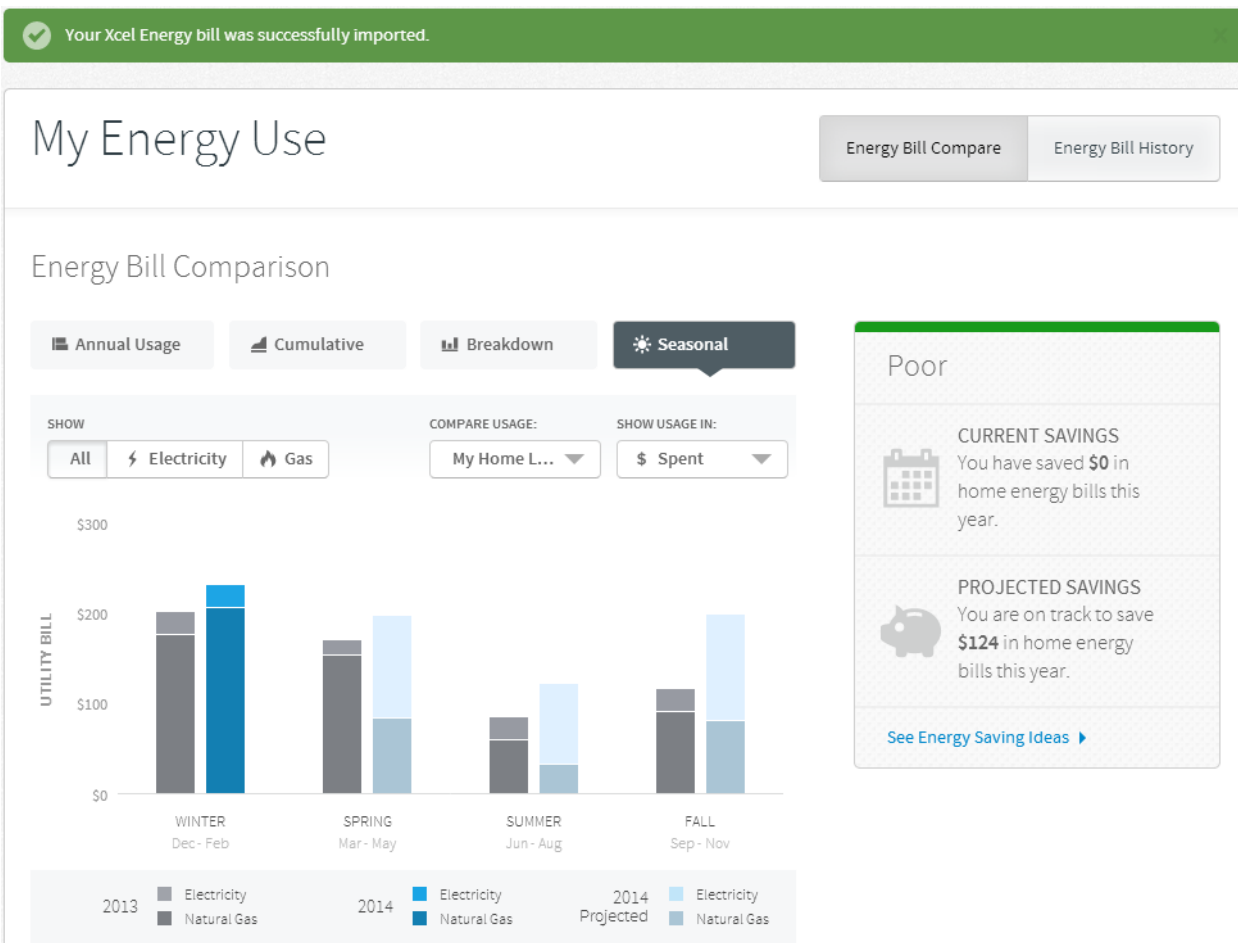 Your Xcel Energy bill was successfully imported.
My Energy Use
Energy Bill Compare
Energy Bill History
Energy Bill Comparison
Annual Usage
Cumulative
Breakdown
Seasonal
SHOW
All
Electricity
Gas
COMPARE USAGE:
My Home L...
SHOW USAGE IN:
$ Spent
UTILITY BILL
$300
$200
$100
$0
WINTER
Dec - Feb
SPRING
Mar - May
SUMMER
Jun - Aug
FALL
Sep - Nov
2013
Electricity
Natural Gas
2014
Electricity
Natural Gas
2014
Projected
Electricity
Natural Gas
Poor
CURRENT SAVINGS
You have saved $0 in
home energy bills this
year.
PROJECTED SAVINGS
You are on track to save
$124 in home energy
bills this year.
See Energy Saving Ideas